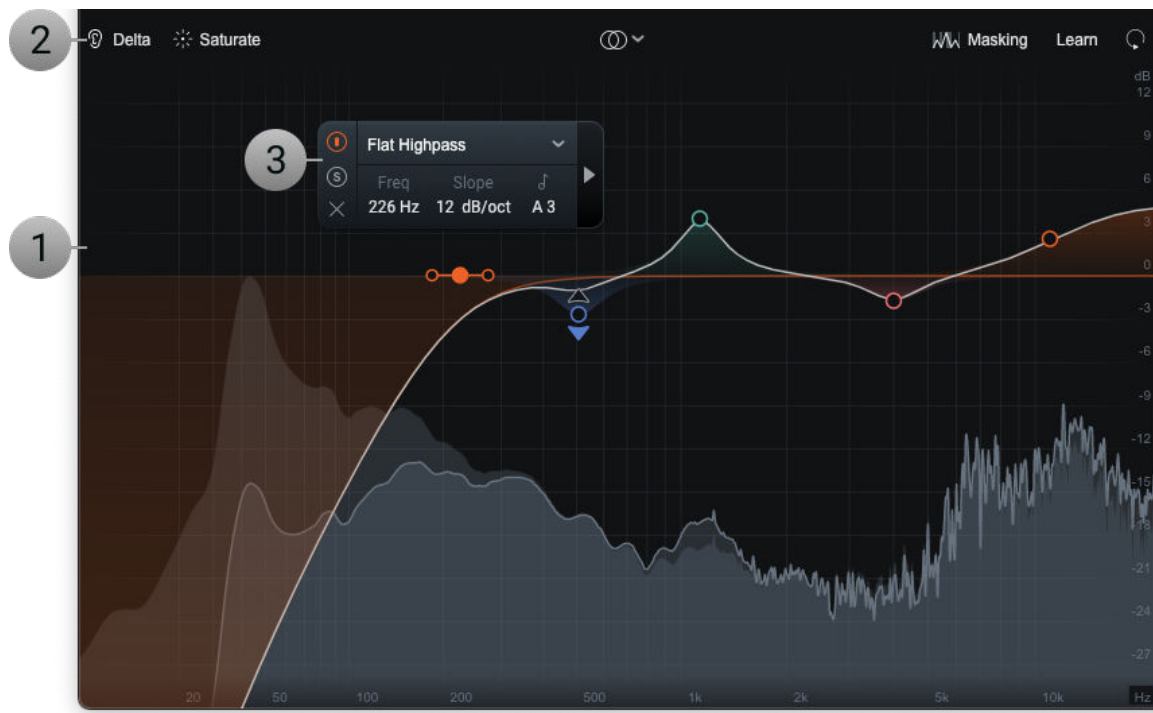 2 Delta Saturate Masking Learn
dB
12
9
3 Flat Highpass
S Freq Slope
226 Hz 12 dB/oct A 3
6
1
3
0
-3
-6
-9
-12
-15
-18
-21
-24
-27
20 50 100 200 500 1k 2k 5k 10k Hz